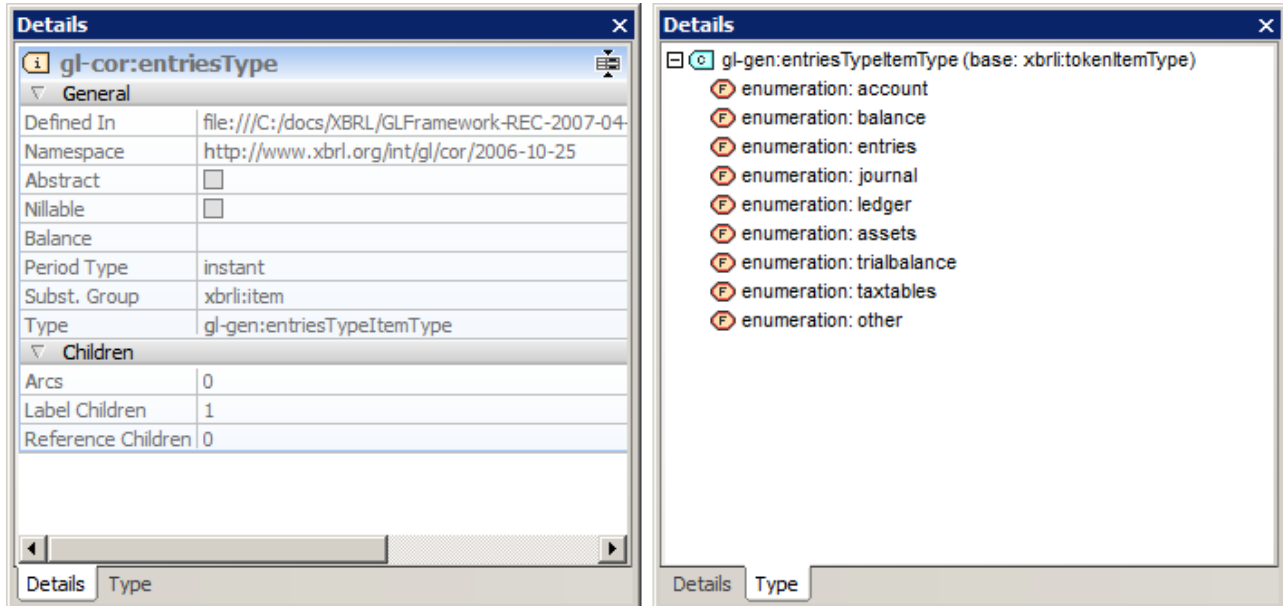 Details
gl-cor:entriesType
General
Defined In file:///C:/docs/XBRL/GLFramework-REC-2007-04-
Namespace http://www.xbrl.org/int/gl/cor/2006-10-25
Abstract
Nillable
Balance
Period Type instant
Subst. Group xbrli:item
Type gl-gen:entriesTypeItemType
Children
Arcs 0
Label Children 1
Reference Children 0
Details Type
Details
gl-gen:entriesTypeItemType (base: xbrli:tokenItemType)
F enumeration: account
F enumeration: balance
F enumeration: entries
F enumeration: journal
F enumeration: ledger
F enumeration: assets
F enumeration: trialbalance
F enumeration: taxtables
F enumeration: other
Details Type